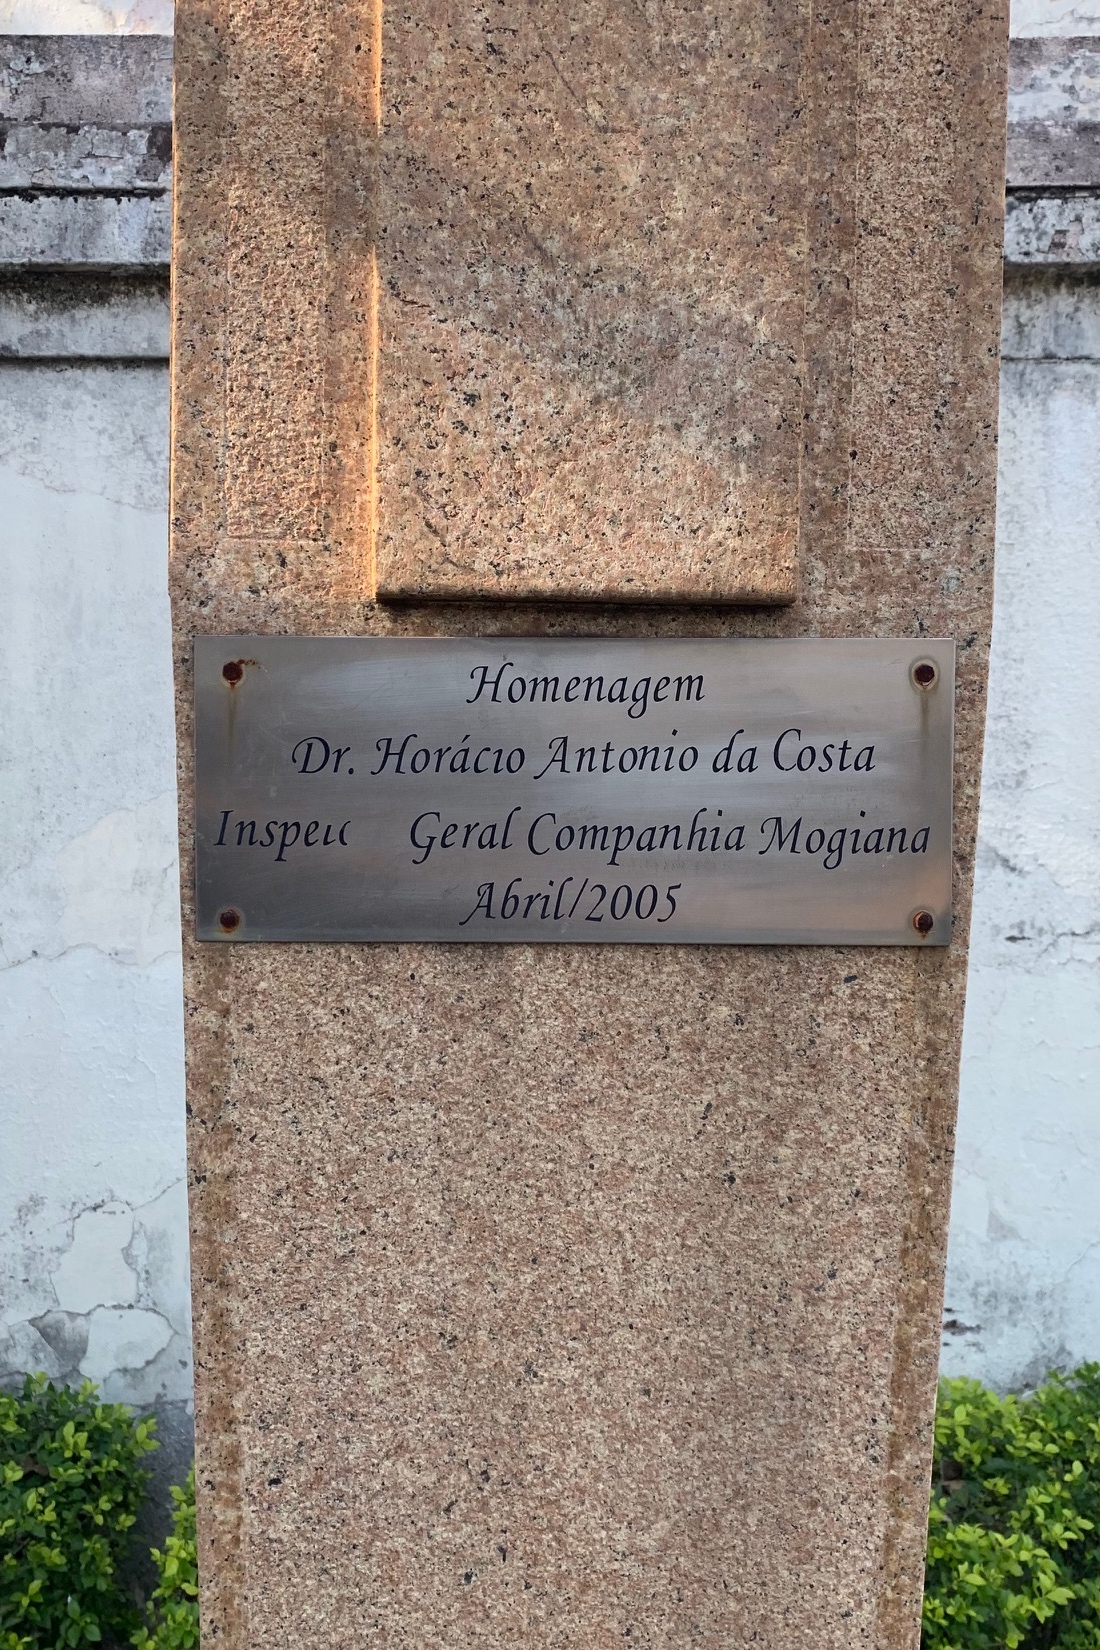 Homenagem
Dr. Horácio Antonio da Costa
Geral Companhia Mogiana
Abril/2005